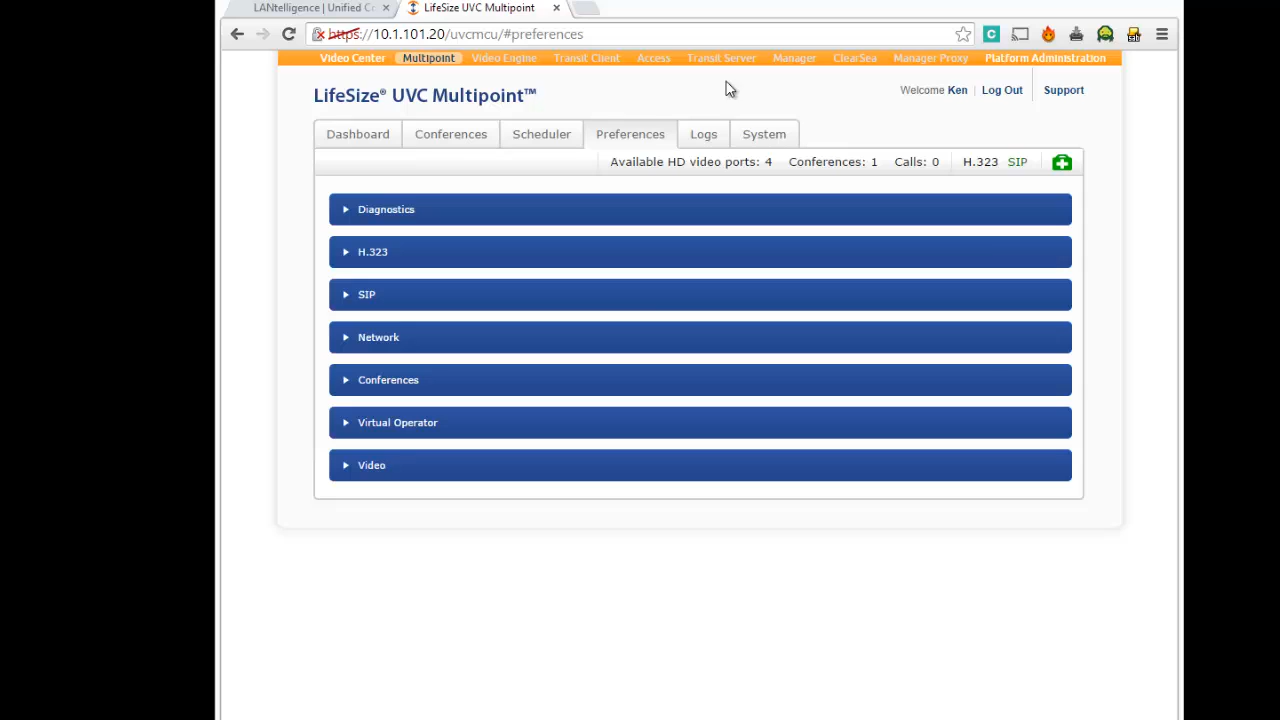 LANtelligence | Unified C
LifeSize UVC Multipoint
https://10.1.101.20/uvcmcu/#preferences
Video Center Multipoint Video Engine Transit Client Access Transit Server Manager ClearSea Manager Proxy Platform Administration
LifeSize® UVC Multipoint™
Welcome Ken | Log Out Support
Dashboard Conferences Scheduler Preferences Logs System
Available HD video ports: 4 Conferences: 1 Calls: 0 H.323 SIP
Diagnostics
H.323
SIP
Network
Conferences
Virtual Operator
Video